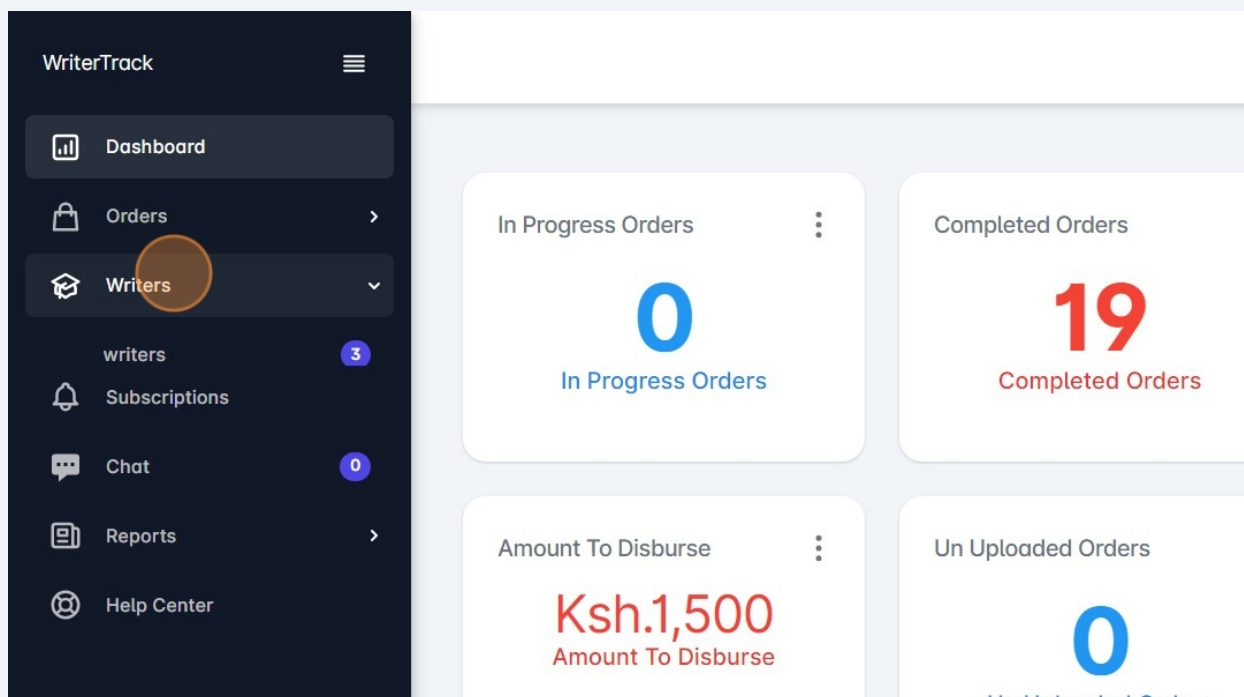 WriterTrack
Dashboard
Orders
Writers
writers 3
Subscriptions
Chat 0
Reports
Help Center
In Progress Orders
0
In Progress Orders
Completed Orders
19
Completed Orders
Amount To Disburse
Ksh.1,500
Amount To Disburse
Un Uploaded Orders
0